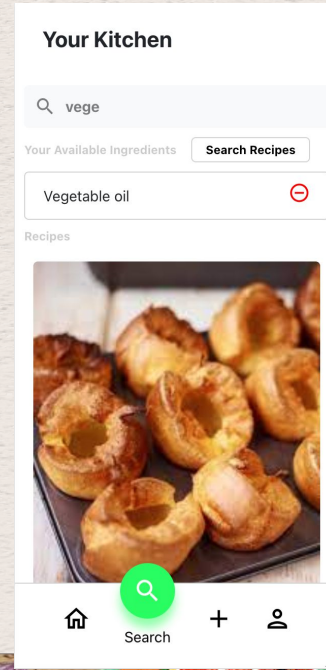 Your Kitchen
vege
Your Available Ingredients Search Recipes
Vegetable oil
Recipes
Search